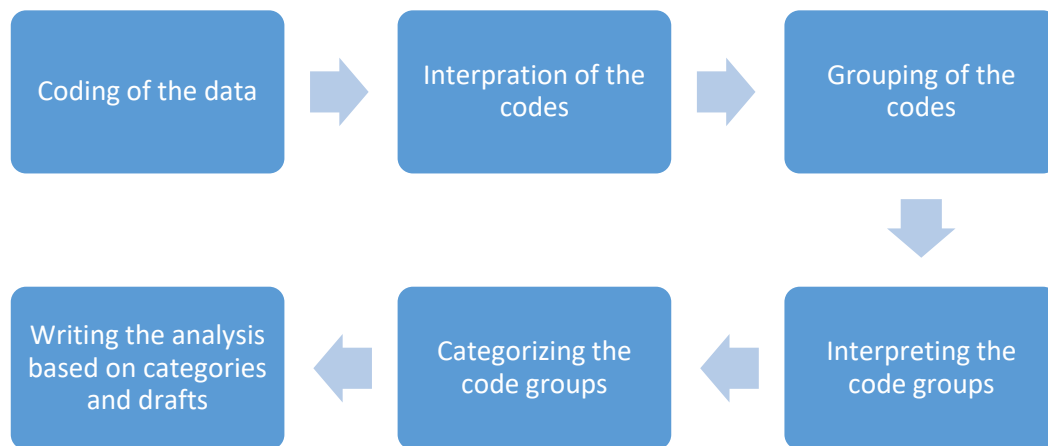 Coding of the data
Interpration of the
codes
Grouping of the
codes
Interpreting the
code groups
Categorizing the
code groups
Writing the analysis
based on categories
and drafts